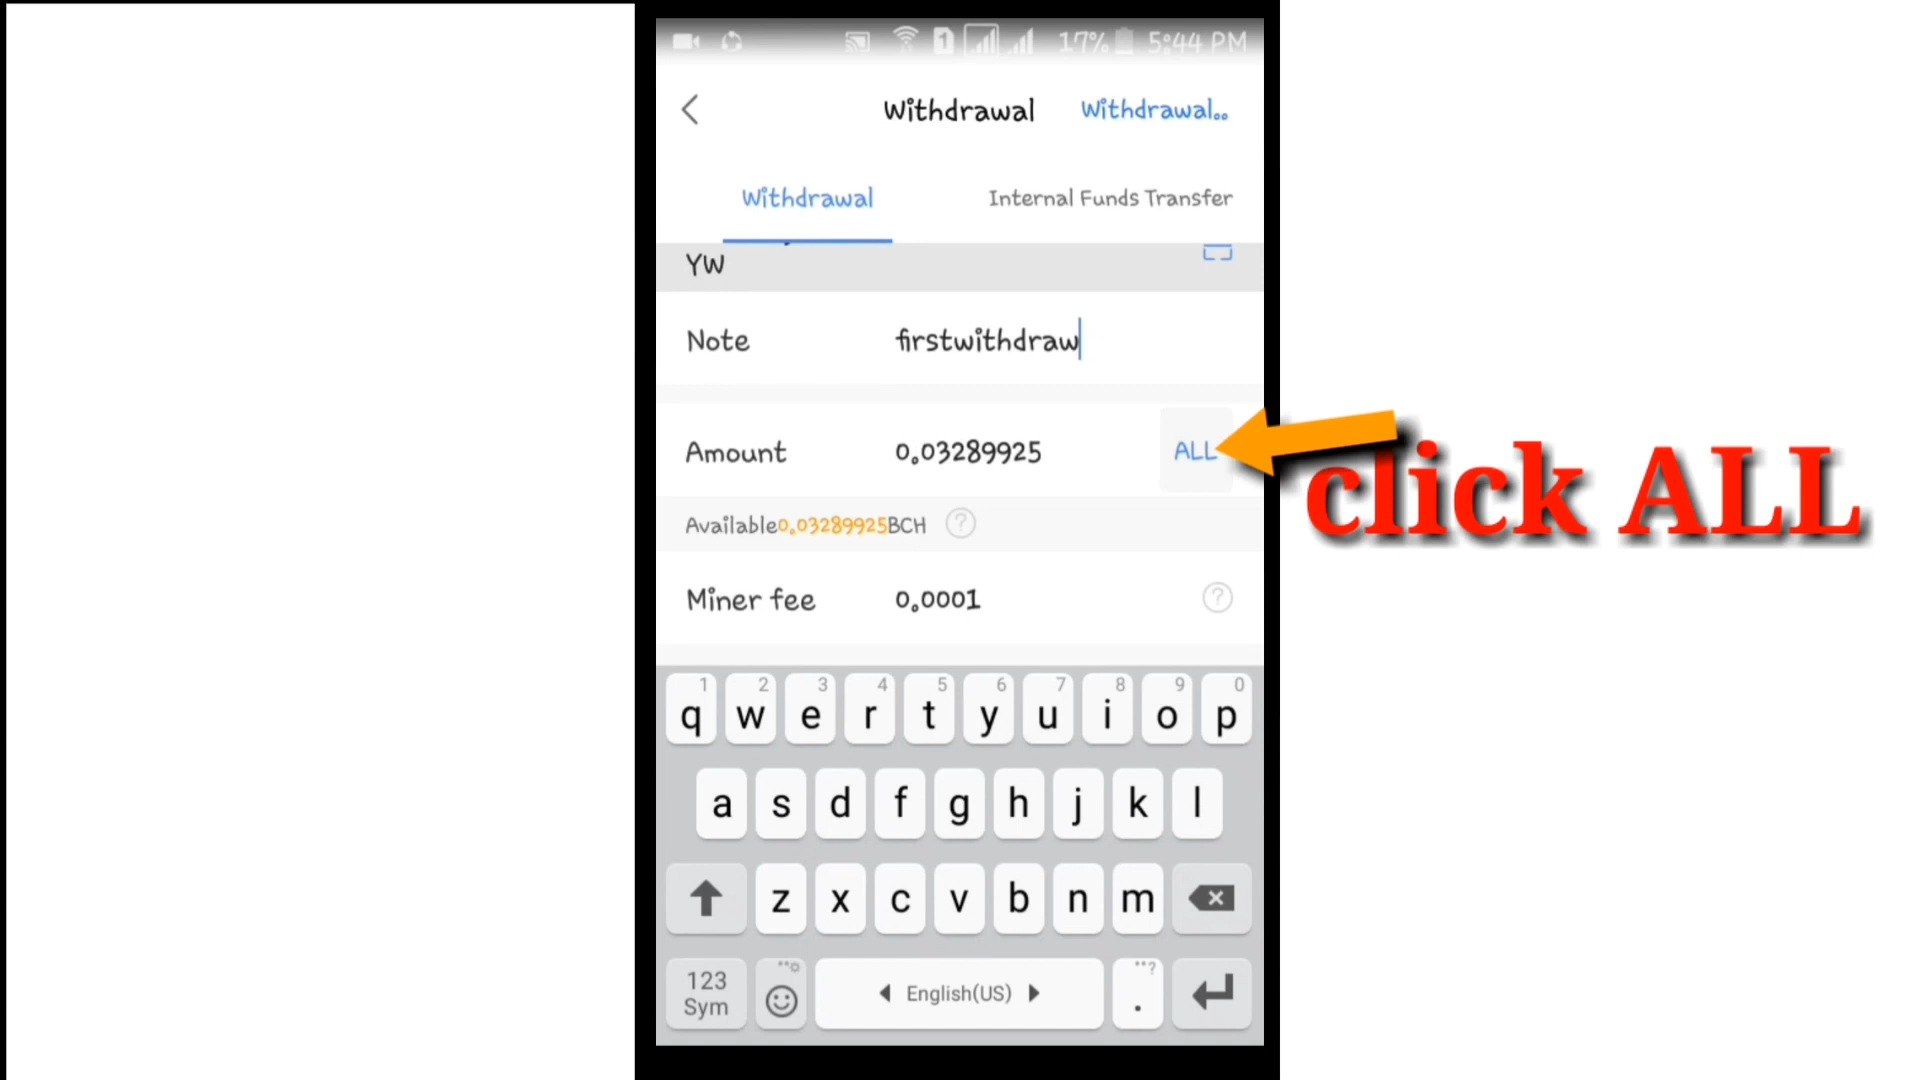 1 17% 5:44 PM
Withdrawal Withdrawal..
Withdrawal Internal Funds Transfer
YW
Note firstwithdraw
Amount 0.03289925 ALL
click ALL
Available0.03289925BCH ?
Miner fee 0.0001 ?
1 2 3 4 5 6 7 8 9 0
q w e r t y u i o p
a s d f g h j k l
z x c v b n m
123
Sym
English(US)
. ?